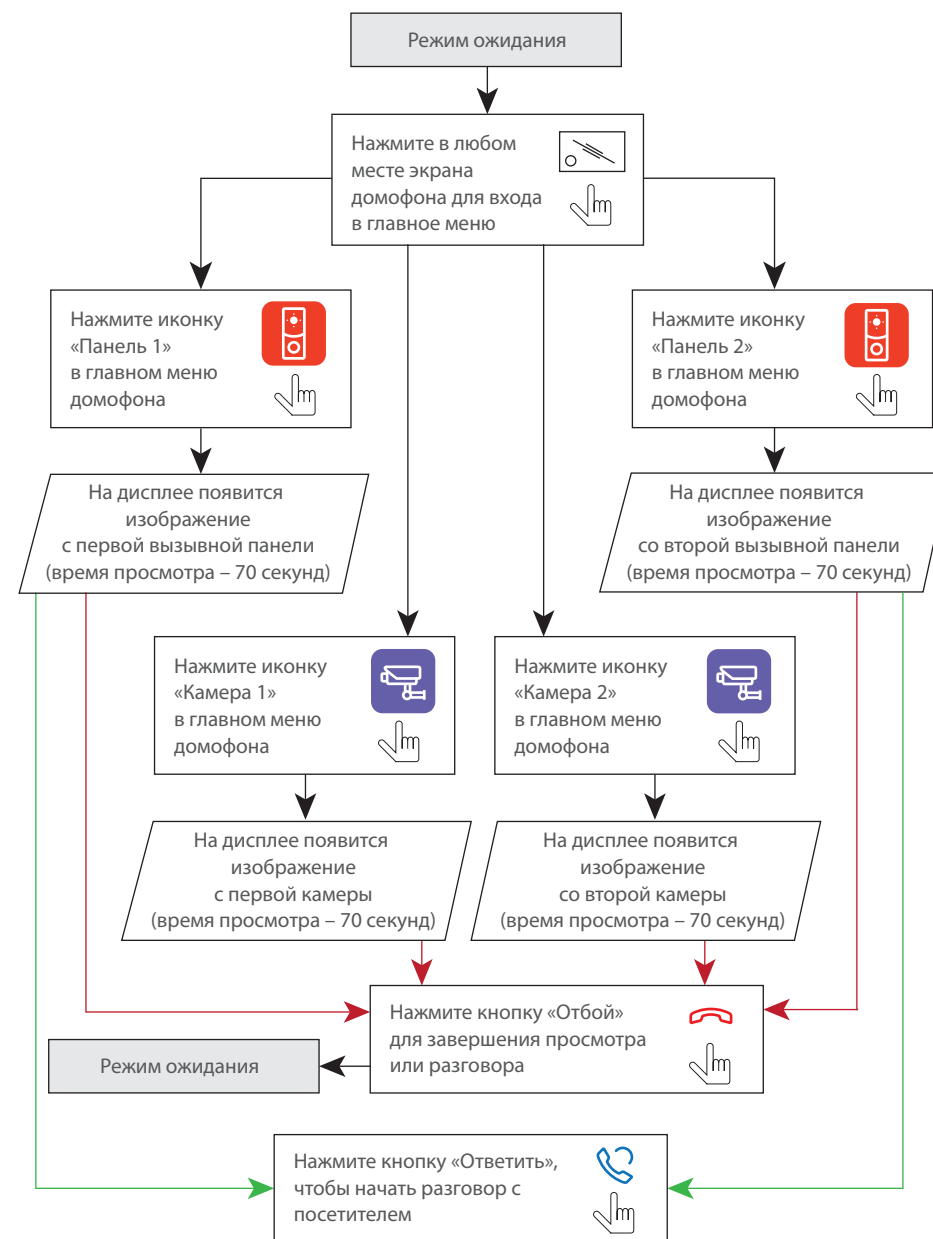 Режим ожидания
Нажмите в любом
месте экрана
домофона для входа
в главное меню
Нажмите иконку
«Панель 1»
в главном меню
домофона
Нажмите иконку
«Панель 2»
в главном меню
домофона
На дисплее появится
изображение
с первой вызывной панели
(время просмотра – 70 секунд)
На дисплее появится
изображение
со второй вызывной панели
(время просмотра – 70 секунд)
Нажмите иконку
«Камера 1»
в главном меню
домофона
Нажмите иконку
«Камера 2»
в главном меню
домофона
На дисплее появится
изображение
с первой камеры
(время просмотра – 70 секунд)
На дисплее появится
изображение
со второй камеры
(время просмотра – 70 секунд)
Нажмите кнопку «Отбой»
для завершения просмотра
или разговора
Режим ожидания
Нажмите кнопку «Ответить»,
чтобы начать разговор с
посетителем